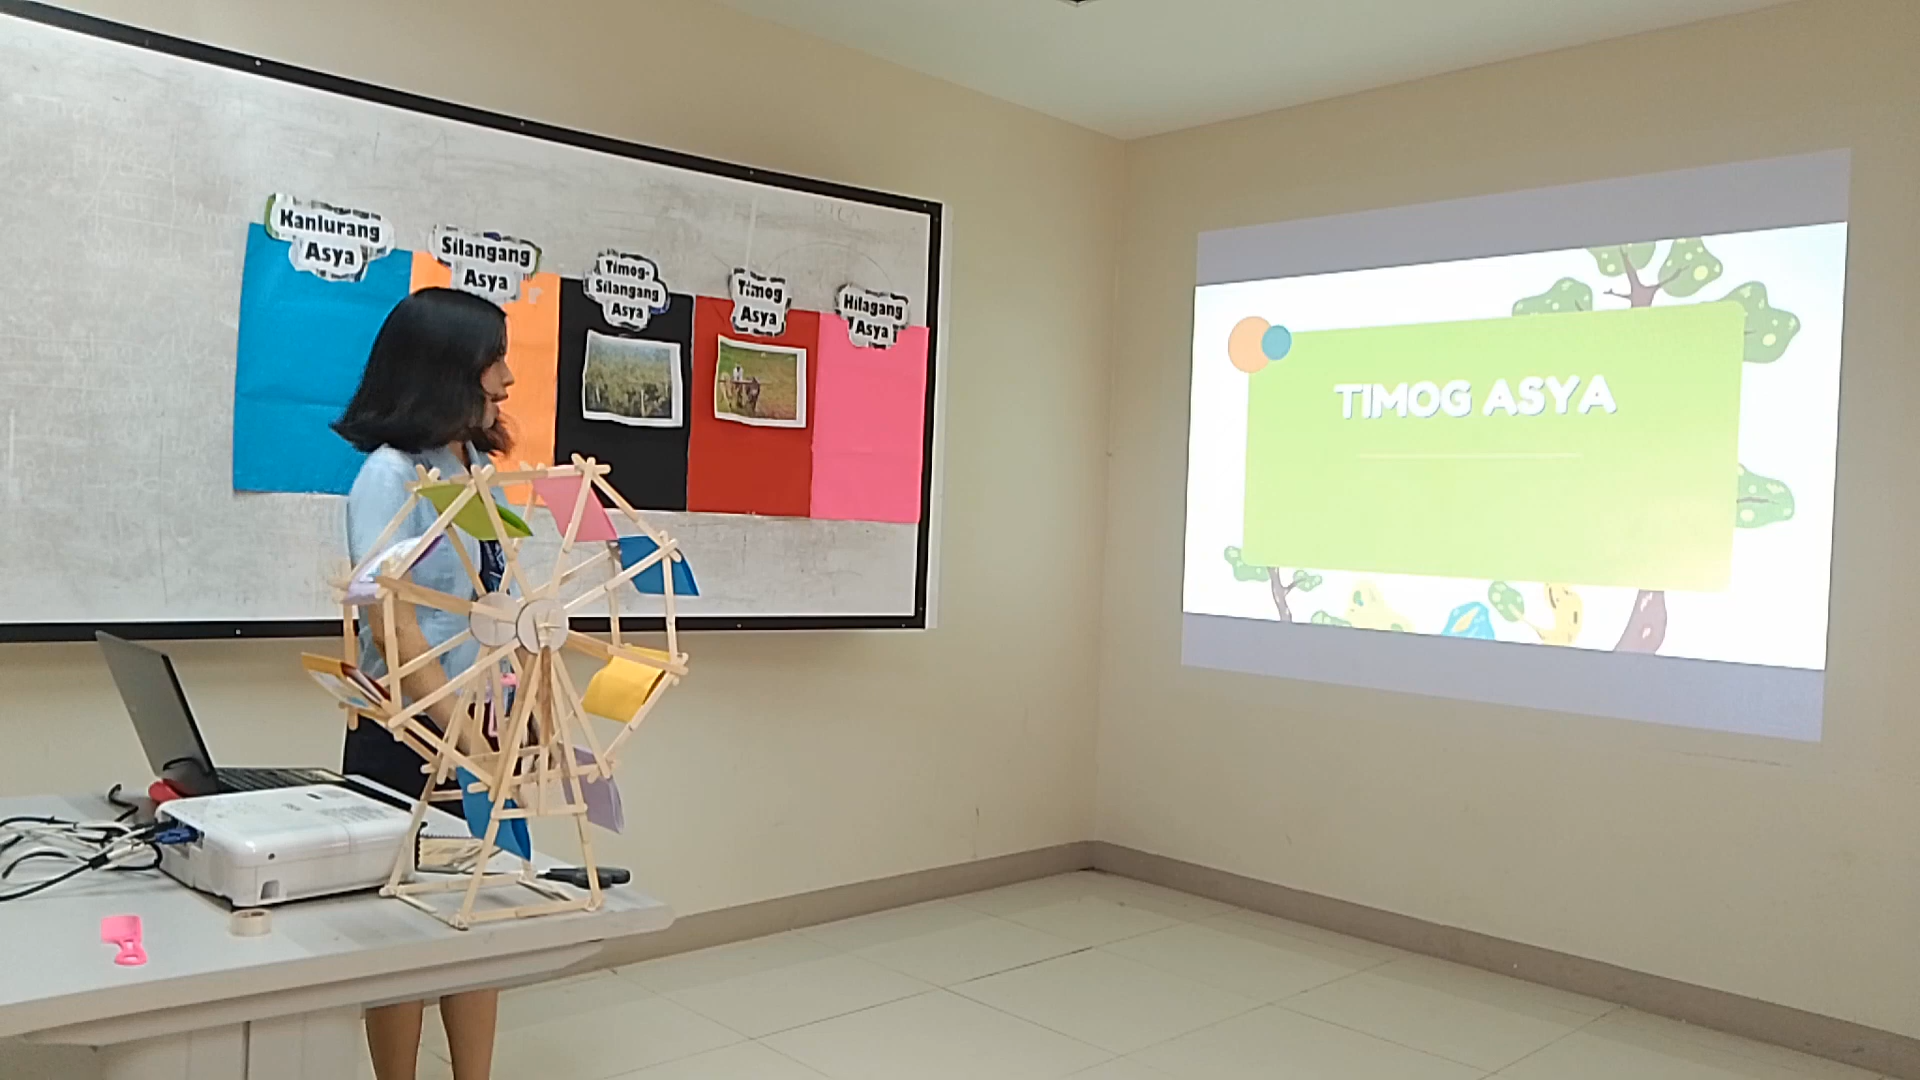 Kanlurang
Asya
Silangang
Asya
Timog-
Silangang
Asya
Timog
Asya
Hilagang
Asya
TIMOG ASYA